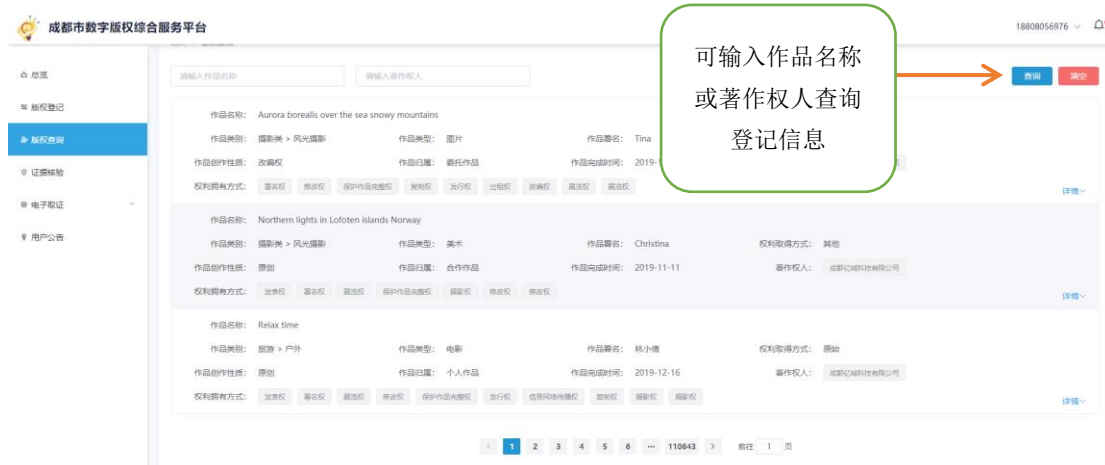 成都市数字版权综合服务平台
18808056976
可输入作品名称
或著作权人查询
登记信息
总览
版权登记
版权查询
证据核验
电子取证
用户公告
请输入作品名称 请输入著作权人 查询 清空
作品名称: Aurora borealis over the sea snowy mountains
作品类别: 摄影类 > 风光摄影 作品类型: 图片 作品署名: Tina
作品创作性质: 改编权 作品归属: 委托作品 作品完成时间: 2019-1
权利拥有方式: 署名权 修改权 保护作品完整权 复制权 发行权 出租权 改编权 展览权 展览权
详情
作品名称: Northern lights in Lofoten islands Norway
作品类别: 摄影类 > 风光摄影 作品类型: 美术 作品署名: Christina 权利取得方式: 其他
作品创作性质: 原创 作品归属: 合作作品 作品完成时间: 2019-11-11 著作权人: 成都亿域科技有限公司
权利拥有方式: 发表权 署名权 展览权 保护作品完整权 摄影权 修改权 修改权
详情
作品名称: Relax time
作品类别: 旅游 > 户外 作品类型: 电影 作品署名: 林小倩 权利取得方式: 原始
作品创作性质: 原创 作品归属: 个人作品 作品完成时间: 2019-12-16 著作权人: 成都亿域科技有限公司
权利拥有方式: 发表权 署名权 展览权 修改权 保护作品完整权 发行权 信息网络传播权 复制权 摄影权 摄影权
详情
< 1 2 3 4 5 6 ... 110643 > 前往 1 页